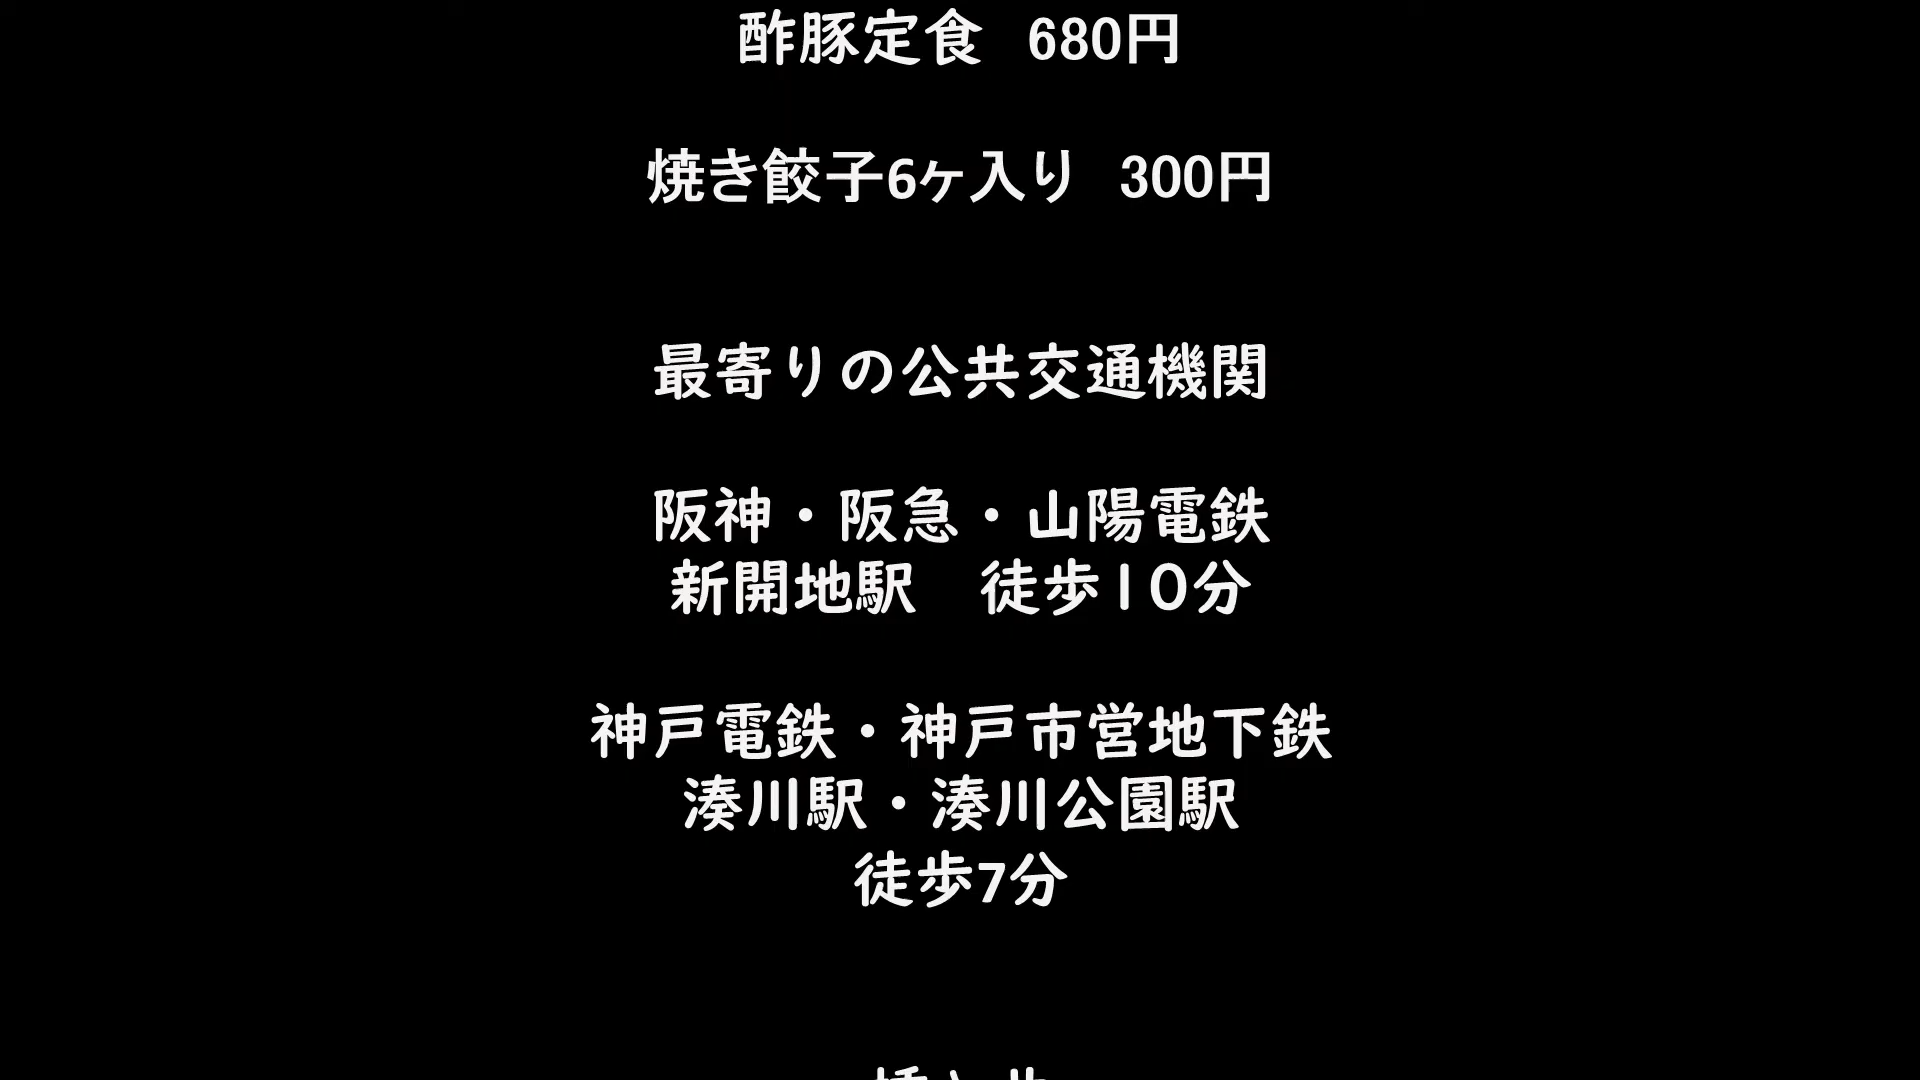 酢豚定食　680円
焼き餃子6ヶ入り　300円
最寄りの公共交通機関
阪神・阪急・山陽電鉄
新開地駅　徒歩10分
神戸電鉄・神戸市営地下鉄
湊川駅・湊川公園駅
徒歩7分